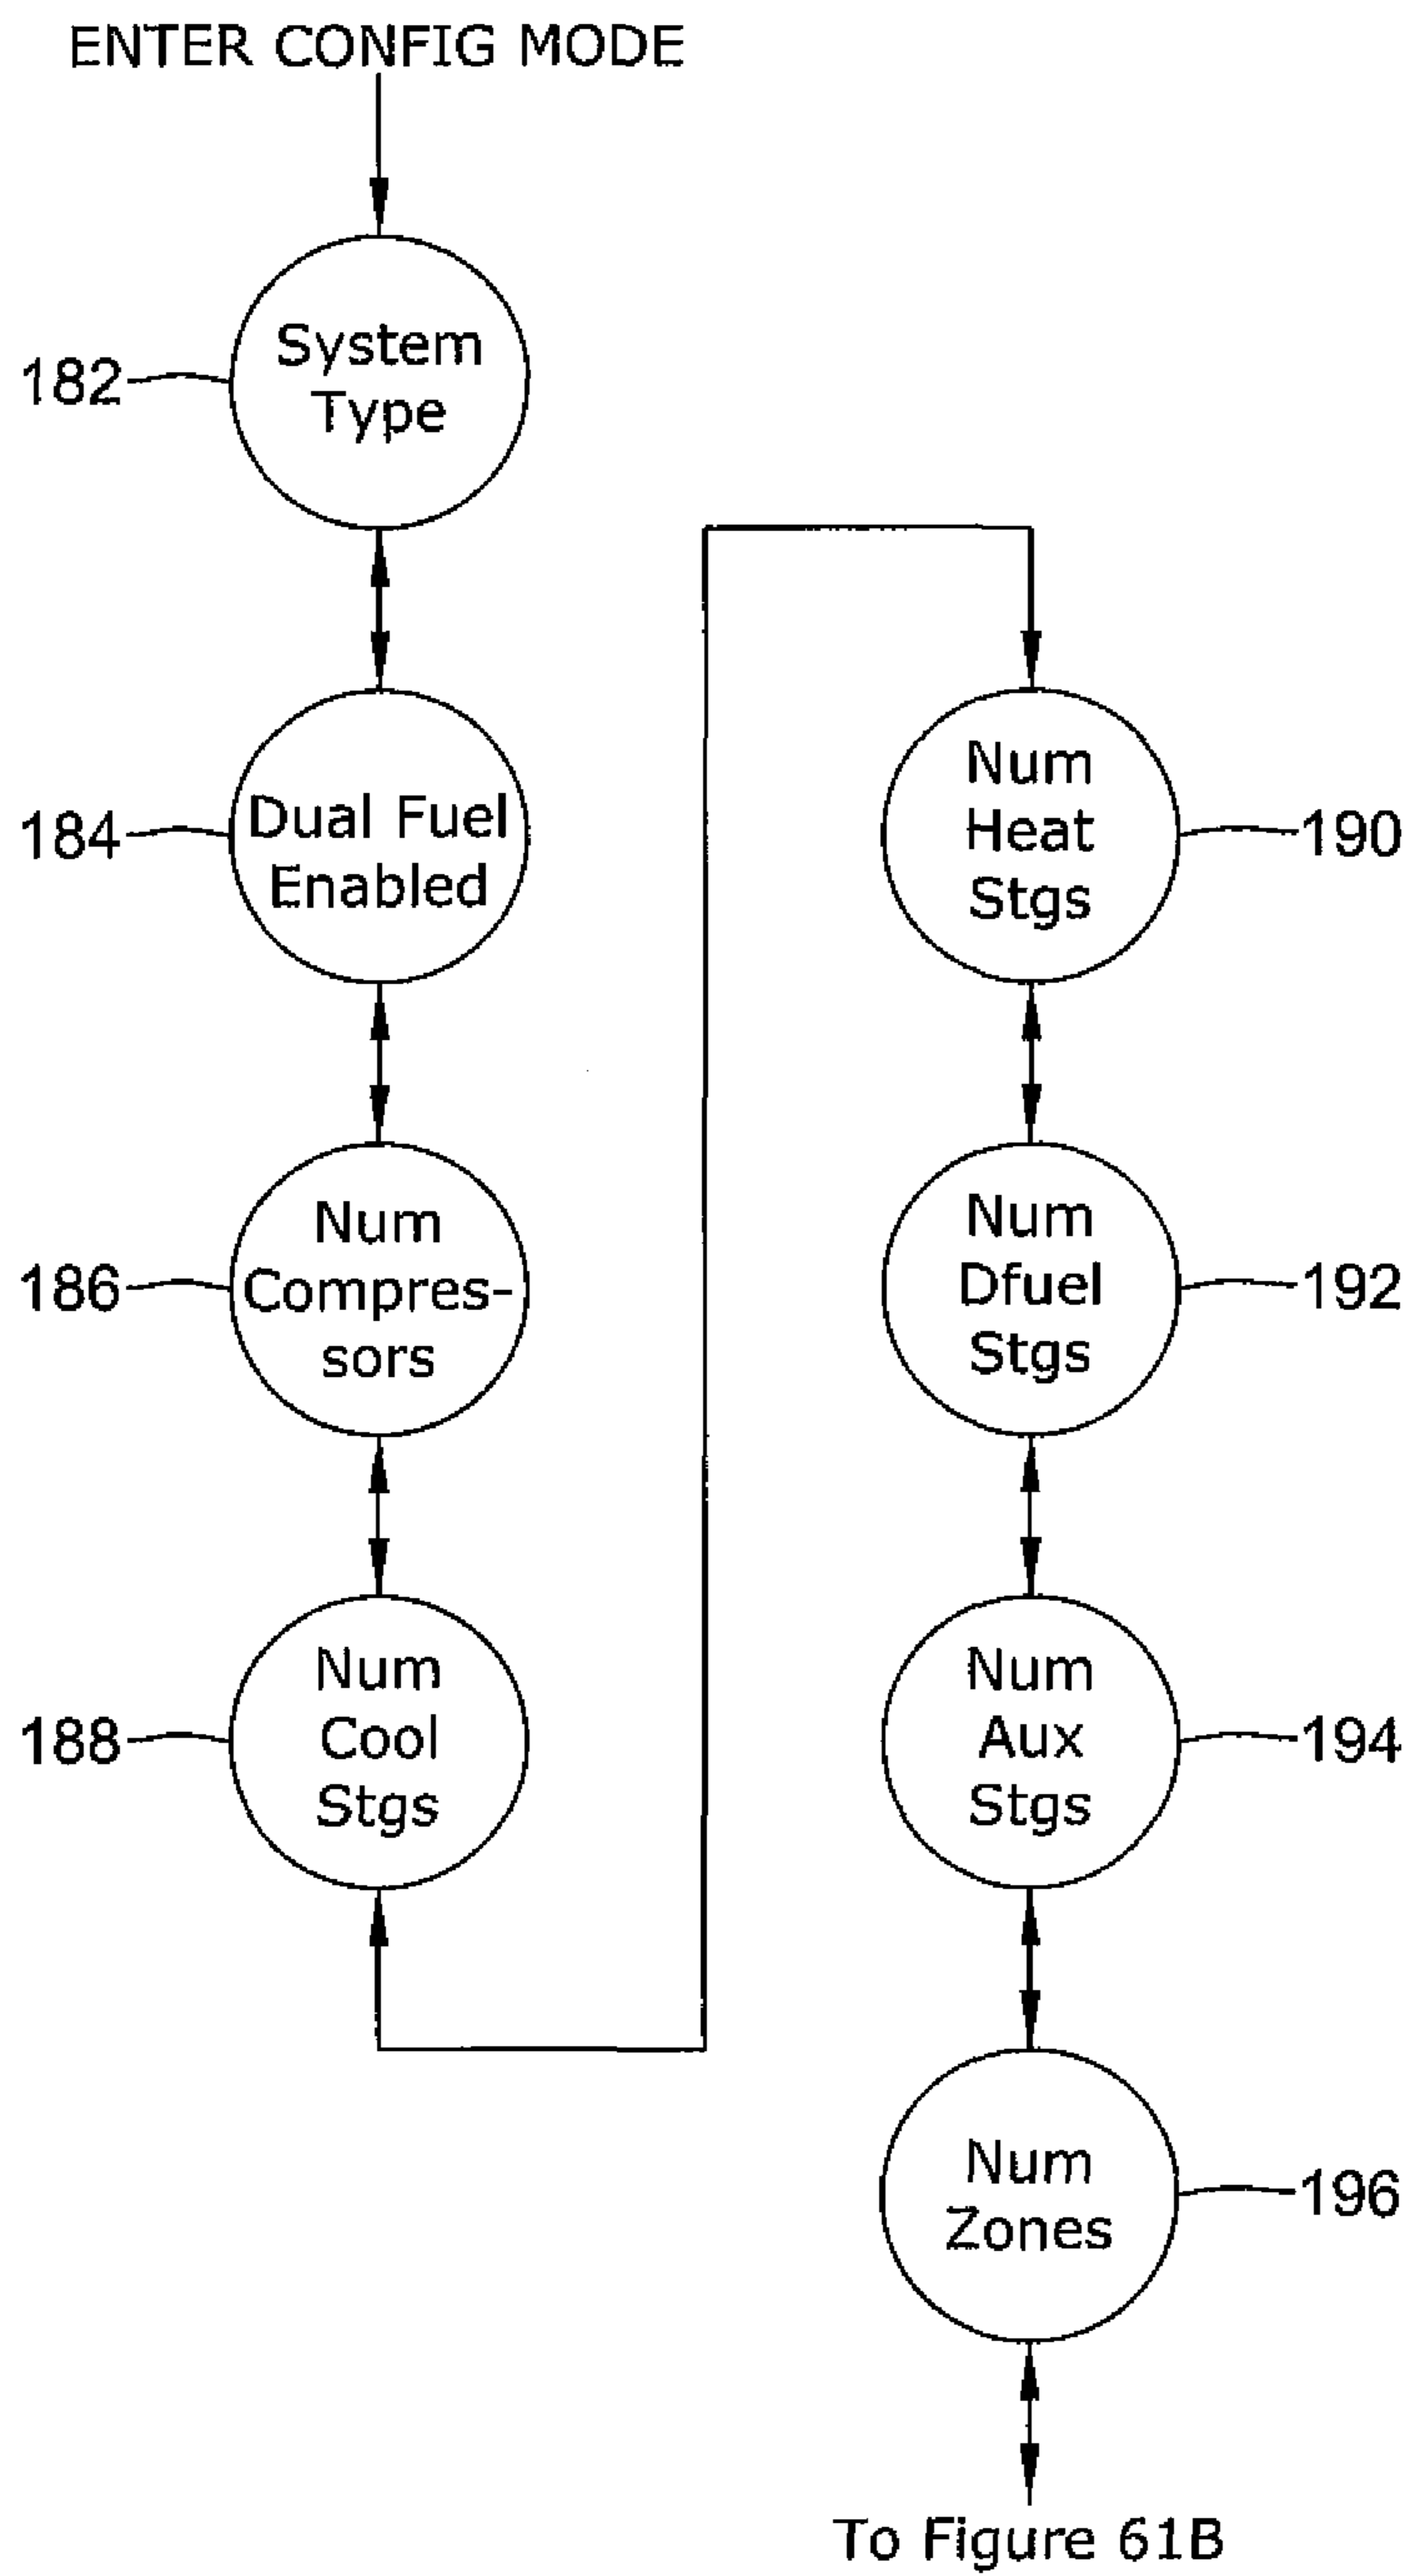 ENTER CONFIG MODE
System
Type
182
Dual Fuel
Enabled
184
Num
Compres-
sors
186
Num
Cool
Stgs
188
Num
Heat
Stgs
190
Num
Dfuel
Stgs
192
Num
Aux
Stgs
194
Num
Zones
196
To Figure 61B